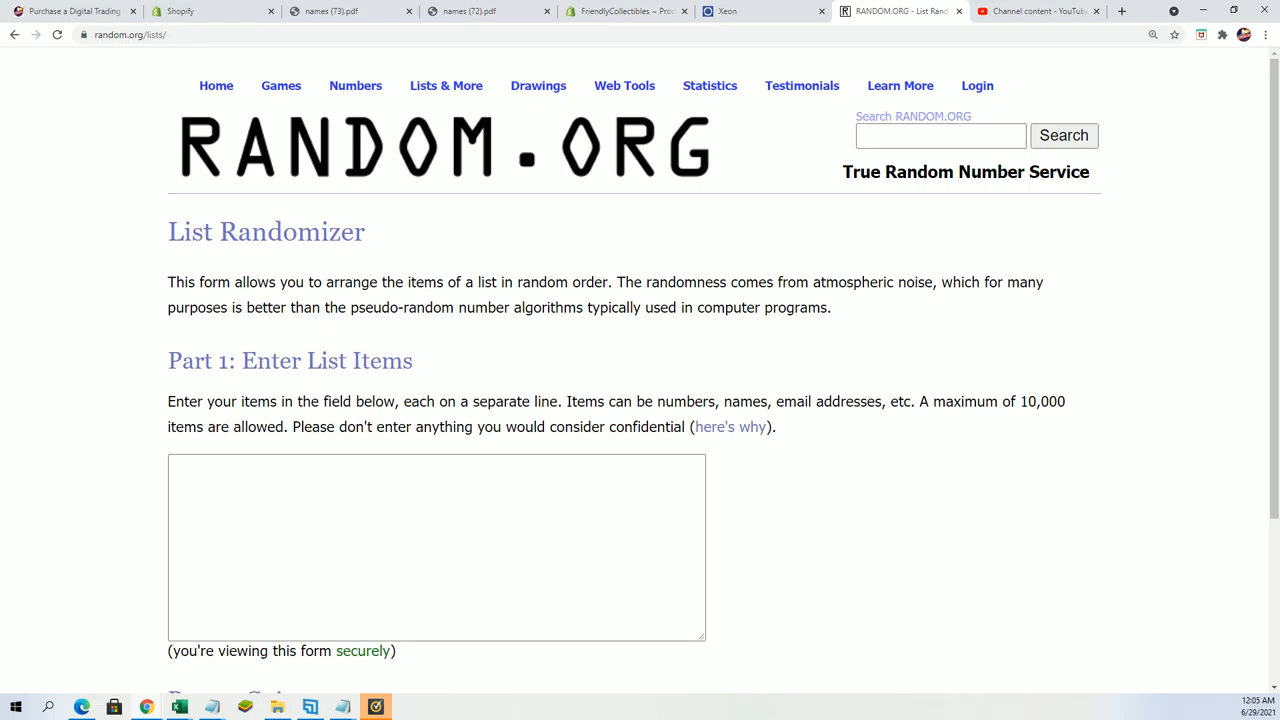 Purchase a Digital Trading
Shopify
names (73).pdf
names (72).pdf
FriendlyCollectibles ~ Prod
Xeon
RANDOM.ORG - List Rand
Channel content - YouTube
random.org/lists/
Home Games Numbers Lists & More Drawings Web Tools Statistics Testimonials Learn More Login
Search RANDOM.ORG
RANDOM.ORG
Search
True Random Number Service
List Randomizer
This form allows you to arrange the items of a list in random order. The randomness comes from atmospheric noise, which for many
purposes is better than the pseudo-random number algorithms typically used in computer programs.
Part 1: Enter List Items
Enter your items in the field below, each on a separate line. Items can be numbers, names, email addresses, etc. A maximum of 10,000
items are allowed. Please don't enter anything you would consider confidential (here's why).
(you're viewing this form securely)
12:05 AM
6/29/2021